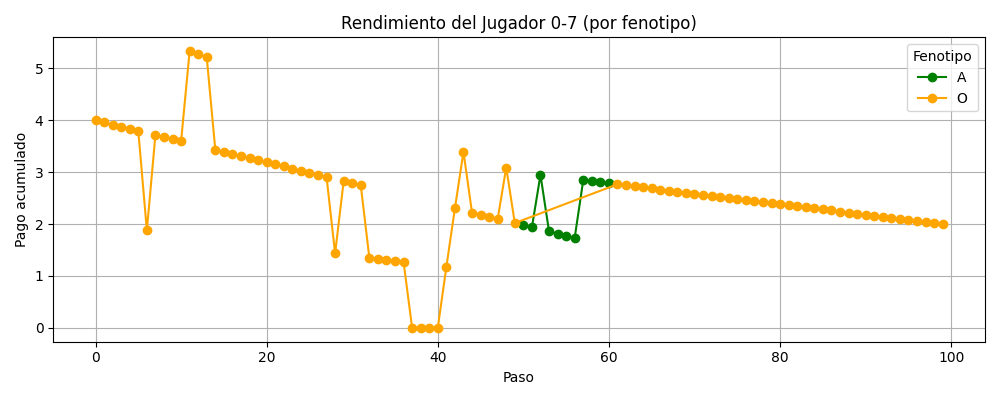 Rendimiento del Jugador 0-7 (por fenotipo)
Pago acumulado
5
4
3
2
1
0
Fenotipo
A
O
0
20
40
60
80
100
Paso